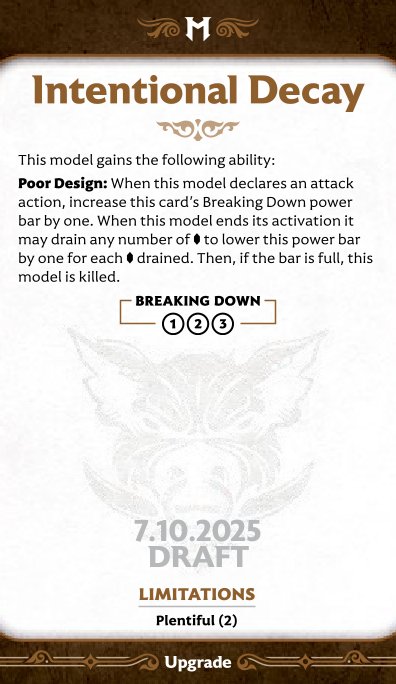 M
Intentional Decay
This model gains the following ability:
Poor Design: When this model declares an attack
action, increase this card's Breaking Down power
bar by one. When this model ends its activation it
may drain any number of to lower this power bar
by one for each drained. Then, if the bar is full, this
model is killed.
BREAKING DOWN
1 2 3
7.10.2025
DRAFT
LIMITATIONS
Plentiful (2)
Upgrade